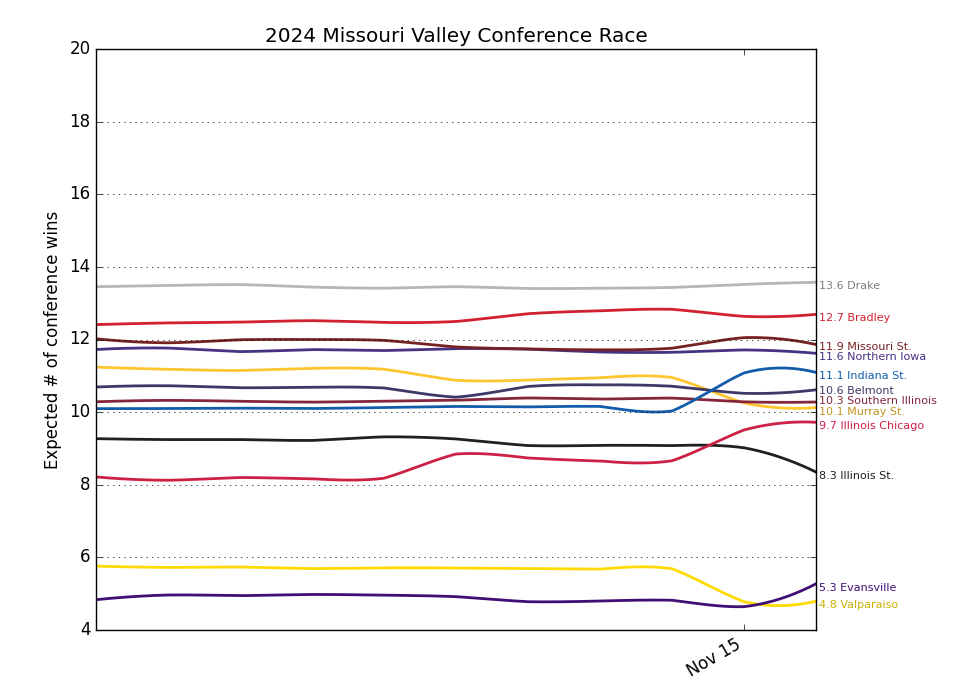 2024 Missouri Valley Conference Race
Expected # of conference wins
20
18
16
14
12
10
8
6
4
13.6 Drake
12.7 Bradley
11.9 Missouri St.
11.6 Northern Iowa
11.1 Indiana St.
10.6 Belmont
10.3 Southern Illinois
10.1 Murray St.
9.7 Illinois Chicago
8.3 Illinois St.
5.3 Evansville
4.8 Valparaiso
Nov 15